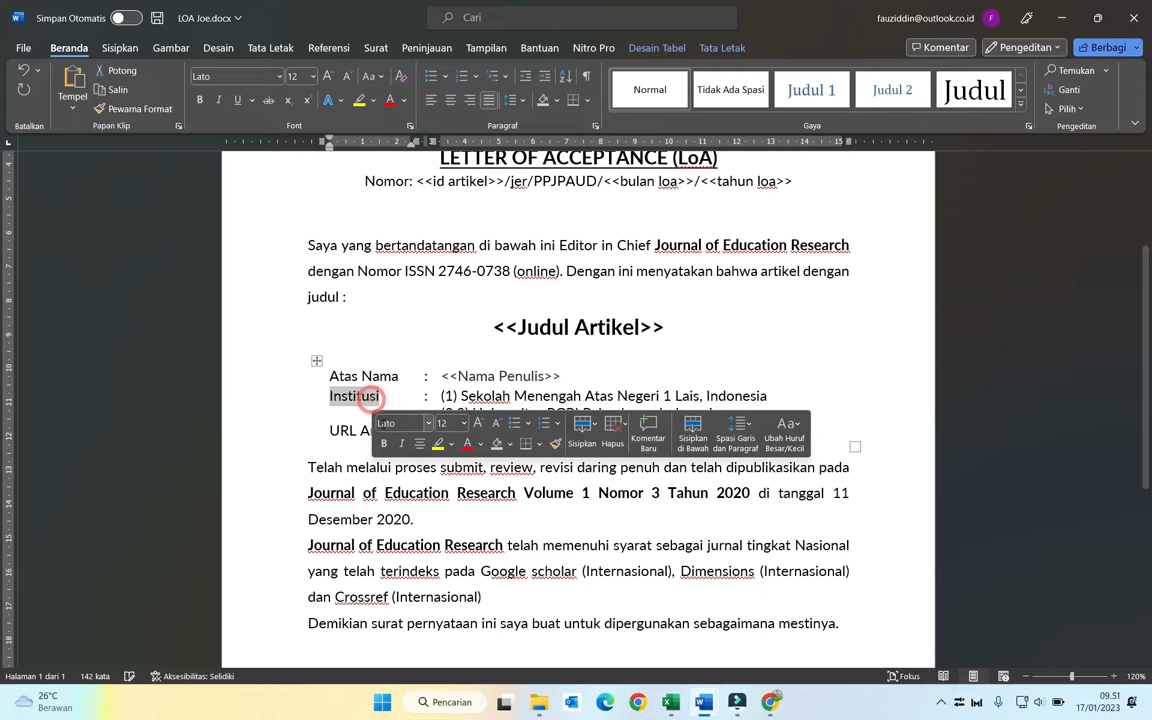 Simpan Otomatis LOA Joe.docx Cari fauziddin@outlook.co.id F
File Beranda Sisipkan Gambar Desain Tata Letak Referensi Surat Peninjauan Tampilan Bantuan Nitro Pro Desain Tabel Tata Letak Komentar Pengeditan Berbagi
Tempel Potong Salin Pewarna Format
Batalkan Papan Klip
Lato 12
Font
Paragraf
Normal Tidak Ada Spasi Judul 1 Judul 2 Judul
Gaya
Temukan
Ganti
Pilih
Pengeditan
LETTER OF ACCEPTANCE (LoA)
Nomor: <<id artikel>>/jer/PPJPAUD/<<bulan loa>>/<<tahun loa>>
Saya yang bertandatangan di bawah ini Editor in Chief Journal of Education Research
dengan Nomor ISSN 2746-0738 (online). Dengan ini menyatakan bahwa artikel dengan
judul :
<<Judul Artikel>>
Atas Nama : <<Nama Penulis>>
Institusi : (1) Sekolah Menengah Atas Negeri 1 Lais, Indonesia
Lato 12 Sisipkan Hapus Komentar Baru Sisipkan di Bawah Spasi Garis dan Paragraf Ubah Huruf Besar/Kecil
URL
Telah melalui proses submit, review, revisi daring penuh dan telah dipublikasikan pada
Journal of Education Research Volume 1 Nomor 3 Tahun 2020 di tanggal 11
Desember 2020.
Journal of Education Research telah memenuhi syarat sebagai jurnal tingkat Nasional
yang telah terindeks pada Google scholar (Internasional), Dimensions (Internasional)
dan Crossref (Internasional)
Demikian surat pernyataan ini saya buat untuk dipergunakan sebagaimana mestinya.
Halaman 1 dari 1 142 kata Aksesibilitas: Selidiki Fokus 120%
26°C
Berawan
Pencarian
09.51
17/01/2023